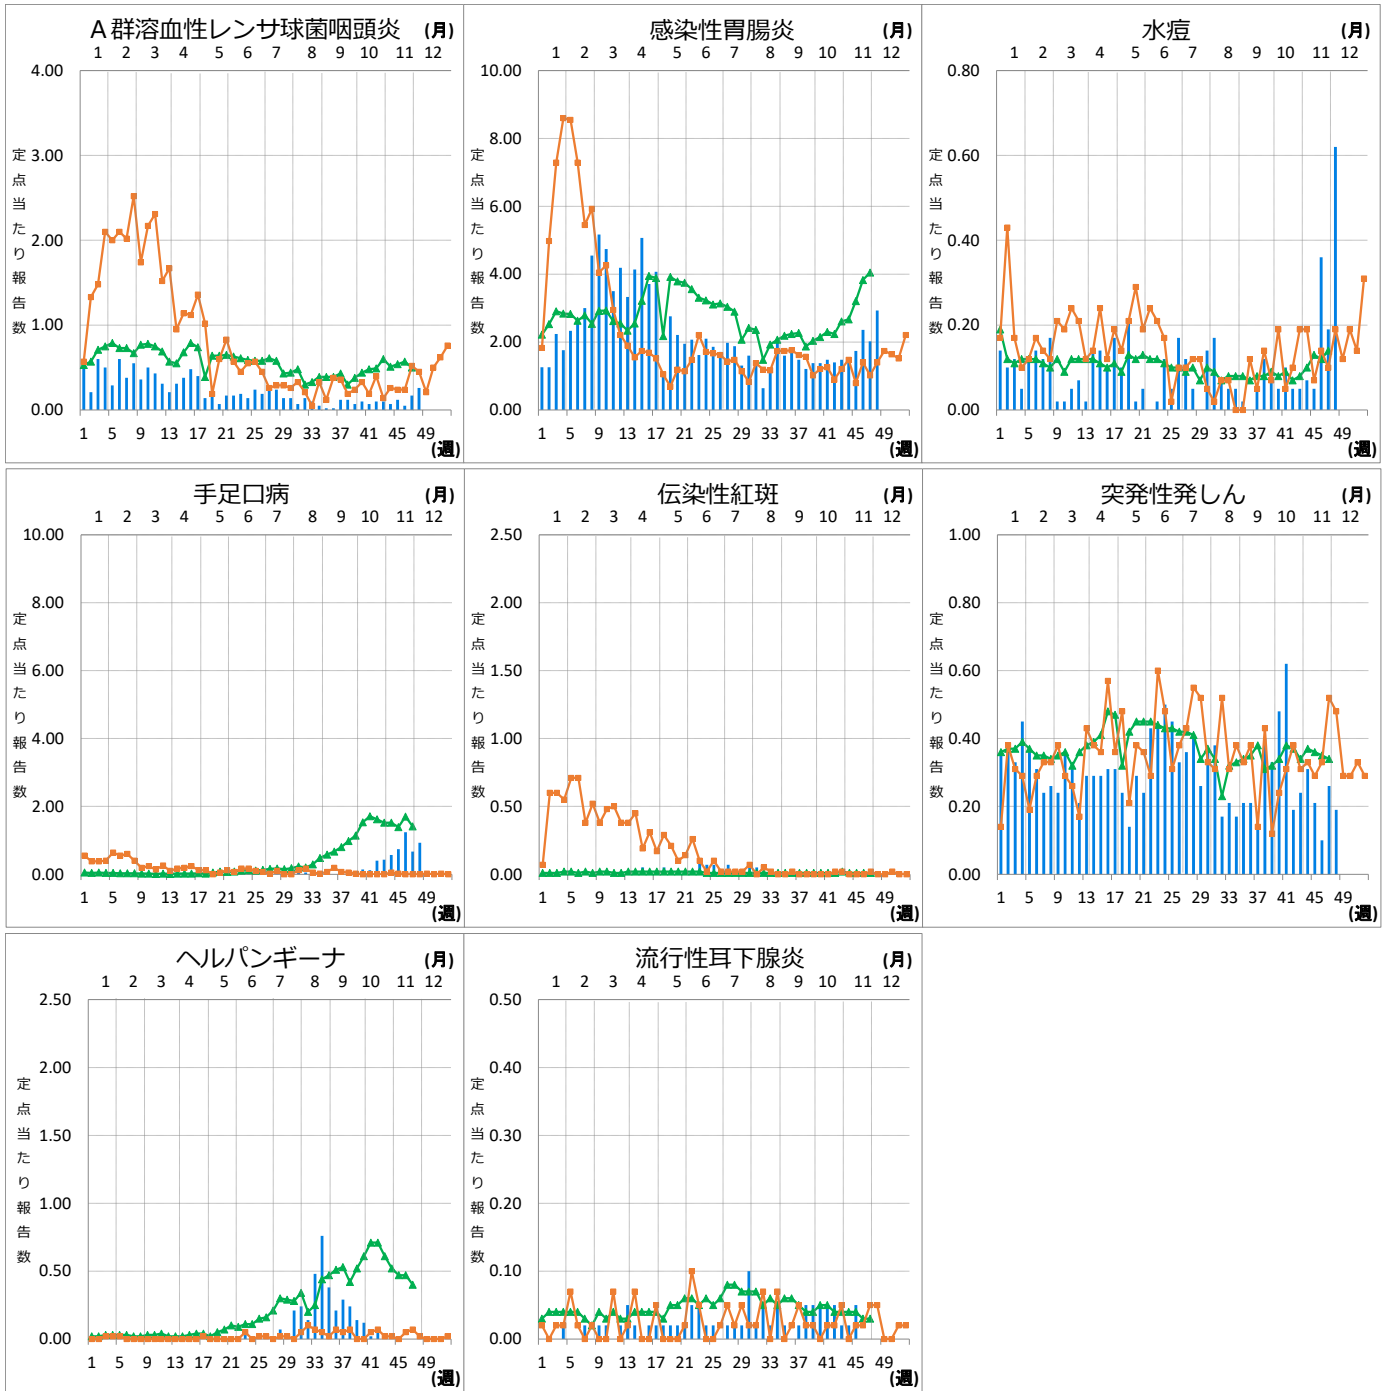 A群溶血性レンサ球菌咽頭炎 (月)
1 2 3 4 5 6 7 8 9 10 11 12
4.00
3.00
2.00
1.00
0.00
定点当たり報告数
1 5 9 13 17 21 25 29 33 37 41 45 49
(週)
感染性胃腸炎 (月)
1 2 3 4 5 6 7 8 9 10 11 12
10.00
8.00
6.00
4.00
2.00
0.00
定点当たり報告数
1 5 9 13 17 21 25 29 33 37 41 45 49
(週)
水痘 (月)
1 2 3 4 5 6 7 8 9 10 11 12
0.80
0.60
0.40
0.20
0.00
定点当たり報告数
1 5 9 13 17 21 25 29 33 37 41 45 49
(週)
手足口病 (月)
1 2 3 4 5 6 7 8 9 10 11 12
10.00
8.00
6.00
4.00
2.00
0.00
定点当たり報告数
1 5 9 13 17 21 25 29 33 37 41 45 49
(週)
伝染性紅斑 (月)
1 2 3 4 5 6 7 8 9 10 11 12
2.50
2.00
1.50
1.00
0.50
0.00
定点当たり報告数
1 5 9 13 17 21 25 29 33 37 41 45 49
(週)
突発性発しん (月)
1 2 3 4 5 6 7 8 9 10 11 12
1.00
0.80
0.60
0.40
0.20
0.00
定点当たり報告数
1 5 9 13 17 21 25 29 33 37 41 45 49
(週)
ヘルパンギーナ (月)
1 2 3 4 5 6 7 8 9 10 11 12
2.50
2.00
1.50
1.00
0.50
0.00
定点当たり報告数
1 5 9 13 17 21 25 29 33 37 41 45 49
(週)
流行性耳下腺炎 (月)
1 2 3 4 5 6 7 8 9 10 11 12
0.50
0.40
0.30
0.20
0.10
0.00
定点当たり報告数
1 5 9 13 17 21 25 29 33 37 41 45 49
(週)